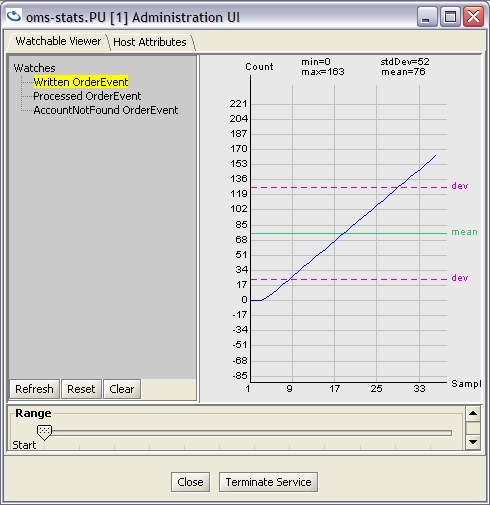 oms-stats.PU [1] Administration UI
Watchable Viewer Host Attributes
Watches
Written OrderEvent
Processed OrderEvent
AccountNotFound OrderEvent
Refresh Reset Clear
Count min=0 stdDev=52
max=163 mean=76
221
204
187
170
153
136
dev
119
102
85
mean
68
51
34
dev
17
0
-17
-34
-51
-68
-85
1 9 17 25 33 Sampl
Range
Start
Close Terminate Service